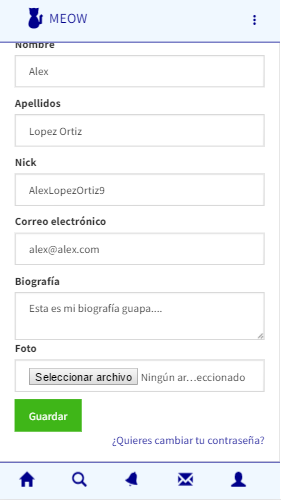 MEOW
Nombre
Alex
Apellidos
Lopez Ortiz
Nick
AlexLopezOrtiz9
Correo electrónico
alex@alex.com
Biografía
Esta es mi biografía guapa....
Foto
Seleccionar archivo Ningún ar...eccionado
Guardar
¿Quieres cambiar tu contraseña?